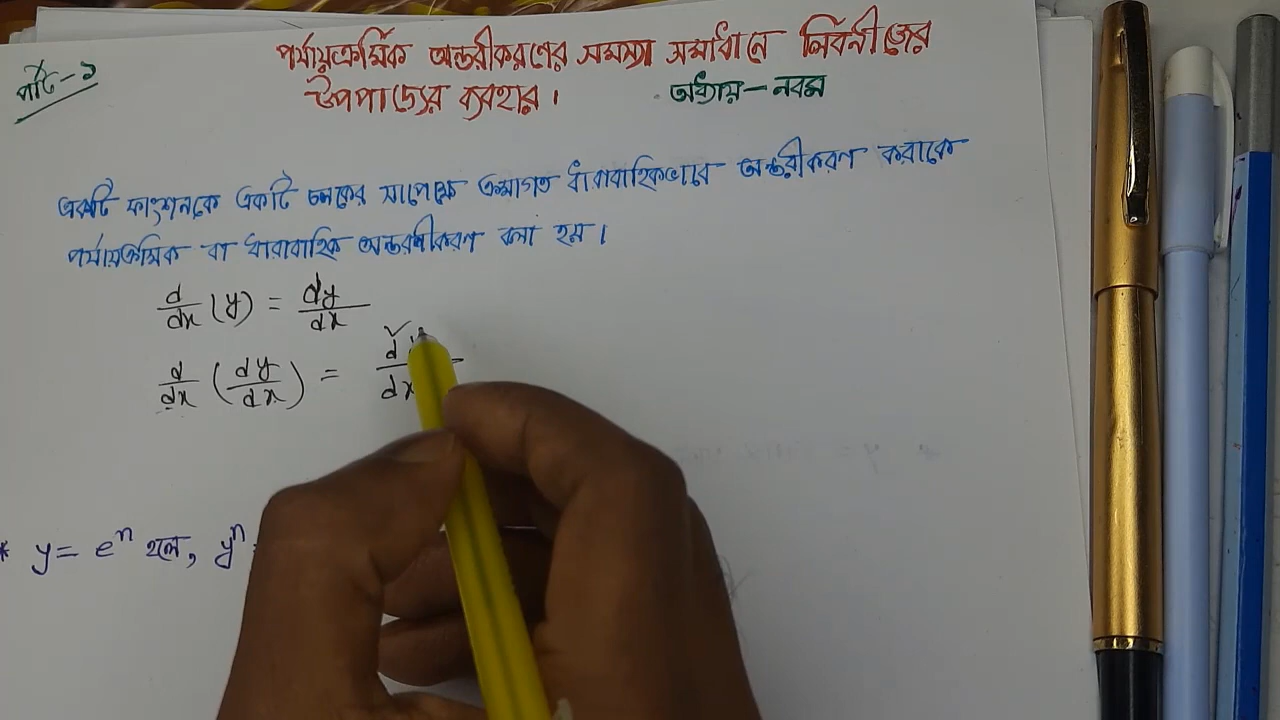 পার্ট-১
পর্যায়ক্রমিক অন্তরীকরণের সমস্যা সমাধানে লিবনীজের
উপপাদ্যের ব্যবহার।
অধ্যায়-নবম
একটি ফাংশনকে একটি চলকের সাপেক্ষে ক্রমাগত ধারাবাহিকভাবে অন্তরীকরণ করাকে
পর্যায়ক্রমিক বা ধারাবাহিক অন্তরীকরণ বলা হয়।
d/dx (y) = dy/dx
d/dx (dy/dx) =
* y = eⁿ হলে, yⁿ